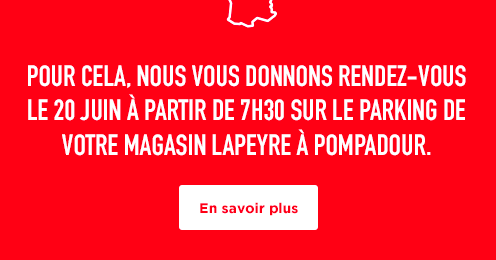 POUR CELA, NOUS VOUS DONNONS RENDEZ-VOUS
LE 20 JUIN À PARTIR DE 7H30 SUR LE PARKING DE
VOTRE MAGASIN LAPEYRE À POMPADOUR.
En savoir plus